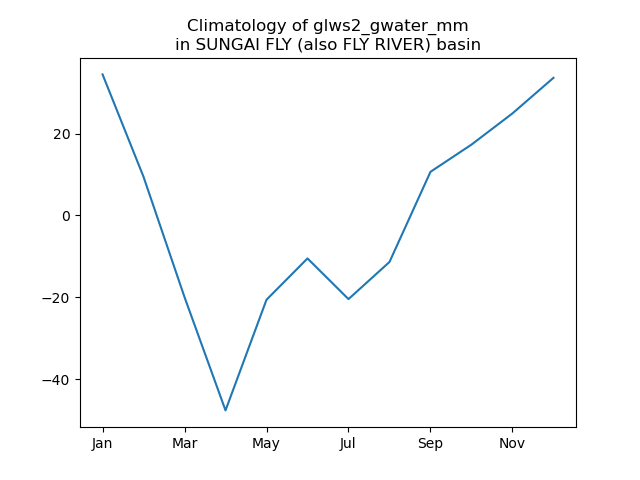 Climatology of glws2_gwater_mm
in SUNGAI FLY (also FLY RIVER) basin
20
0
−20
−40
Jan Mar May Jul Sep Nov